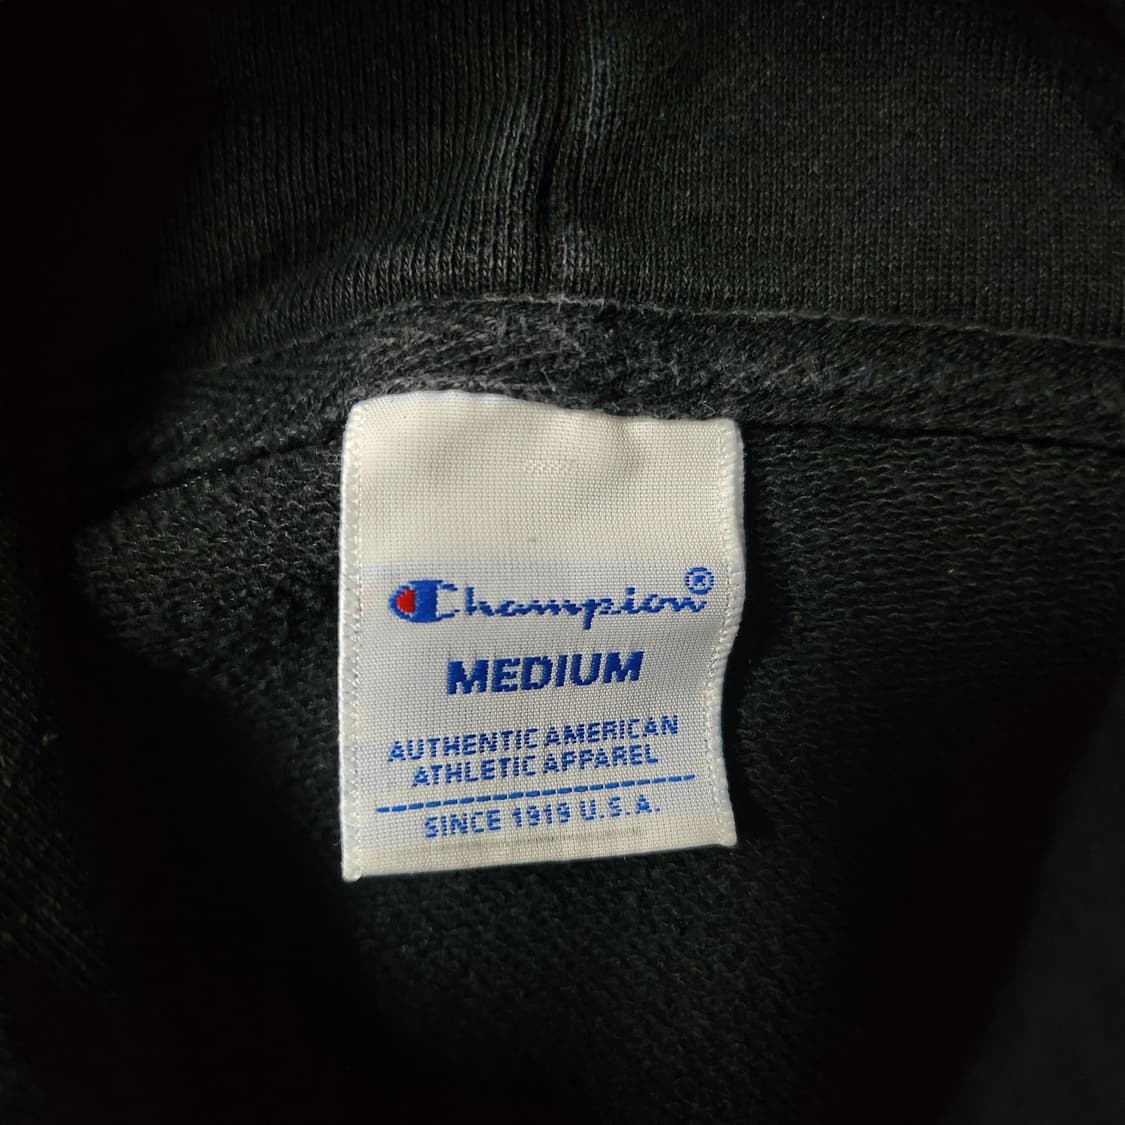 Champion®
MEDIUM
AUTHENTIC AMERICAN
ATHLETIC APPAREL
SINCE 1919 U.S.A.